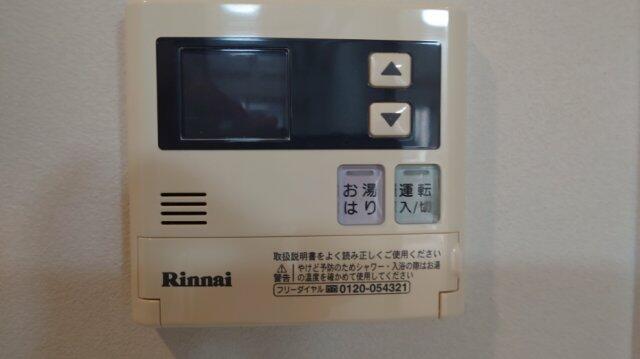 ▲
▼
お湯
はり
運転
入/切
取扱説明書をよく読み正しくご使用ください
⚠警告 やけど予防のためシャワー・入浴の際はお湯
の温度を確かめて使用してください
フリーダイヤル 0120-054321
Rinnai